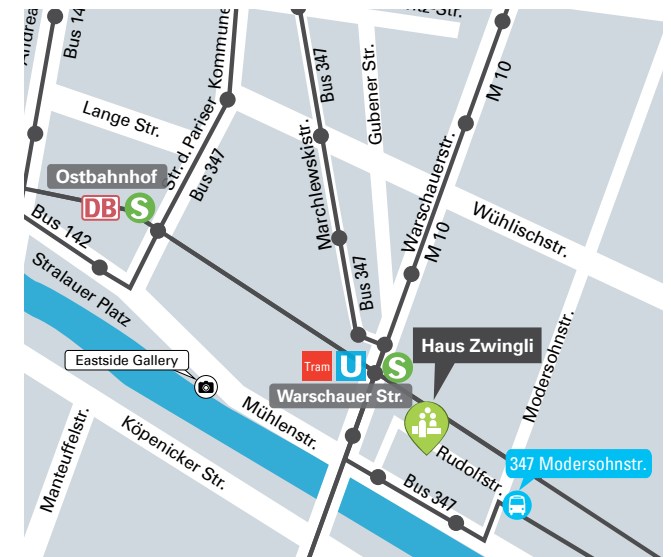 Bus 14
M 10
Bus 347
Gubener Str.
Str. d. Pariser Kommune
Lange Str.
Marchlewskistr.
Warschauerstr.
Ostbahnhof
DB
S
Bus 347
Wühlischstr.
Bus 142
M 10
Stralauer Platz
Bus 347
Eastside Gallery
Haus Zwingli
Tram
U
S
Warschauer Str.
Modersohnstr.
Mühlenstr.
Manteuffelstr.
Köpenicker Str.
Rudolfstr.
347 Modersohnstr.
Bus 347